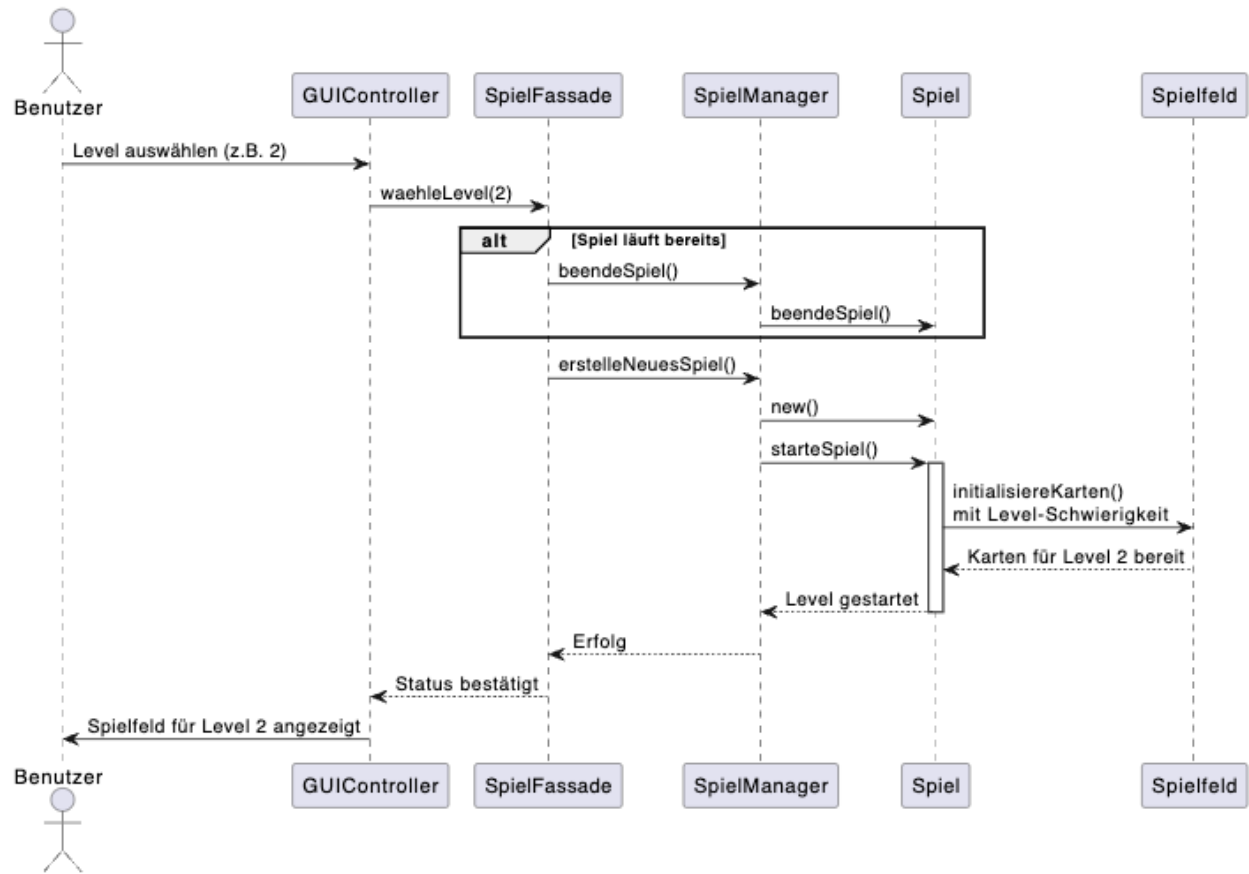 Benutzer
GUIController
SpielFassade
SpielManager
Spiel
Spielfeld
Level auswählen (z.B. 2)
waehleLevel(2)
alt
[Spiel läuft bereits]
beendeSpiel()
beendeSpiel()
erstelleNeuesSpiel()
new()
starteSpiel()
initialisiereKarten()
mit Level-Schwierigkeit
Karten für Level 2 bereit
Level gestartet
Erfolg
Status bestätigt
Spielfeld für Level 2 angezeigt
Benutzer
GUIController
SpielFassade
SpielManager
Spiel
Spielfeld